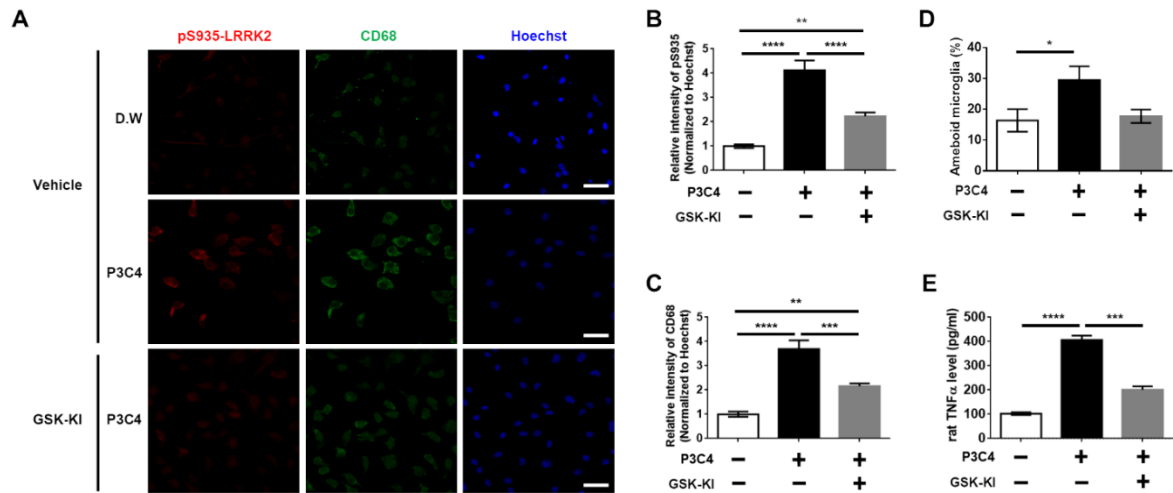 A
pS935-LRRK2 CD68 Hoechst
D.W
Vehicle
P3C4
GSK-KI P3C4
B
Relative intensity of pS935
(Normalized to Hoechst)
5
4
3
2
1
0
**
**** ****
P3C4 − + +
GSK-KI − − +
C
Relative intensity of CD68
(Normalized to Hoechst)
5
4
3
2
1
0
**
**** ***
P3C4 − + +
GSK-KI − − +
D
Ameboid microglia (%)
40
30
20
10
0
*
P3C4 − + +
GSK-KI − − +
E
rat TNFα level (pg/ml)
500
400
300
200
100
0
**** ***
P3C4 − + +
GSK-KI − − +